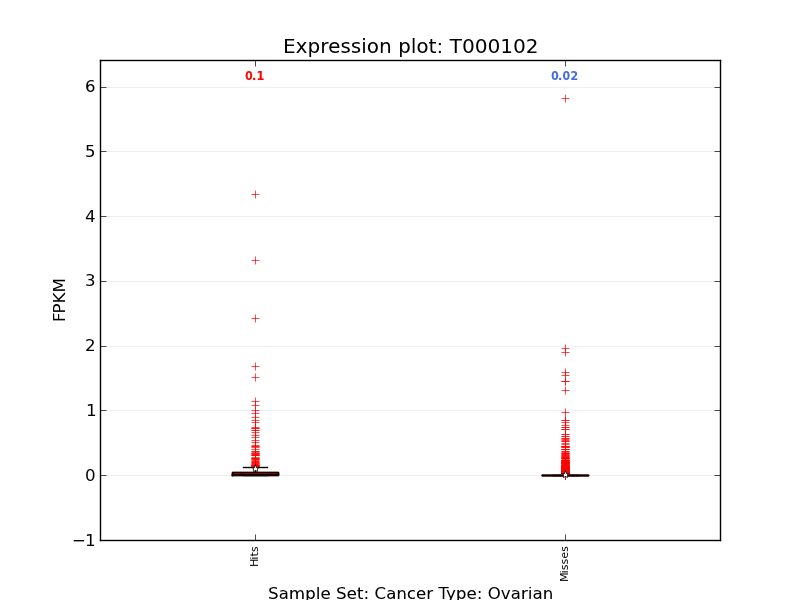 Expression plot: T000102
0.1
0.02
6
5
4
3
2
1
0
−1
FPKM
Hits
Misses
Sample Set: Cancer Type: Ovarian